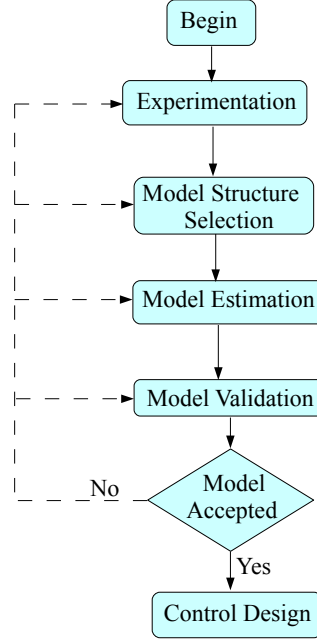 Begin
Experimentation
Model Structure
Selection
Model Estimation
Model Validation
Model
Accepted
No
Yes
Control Design